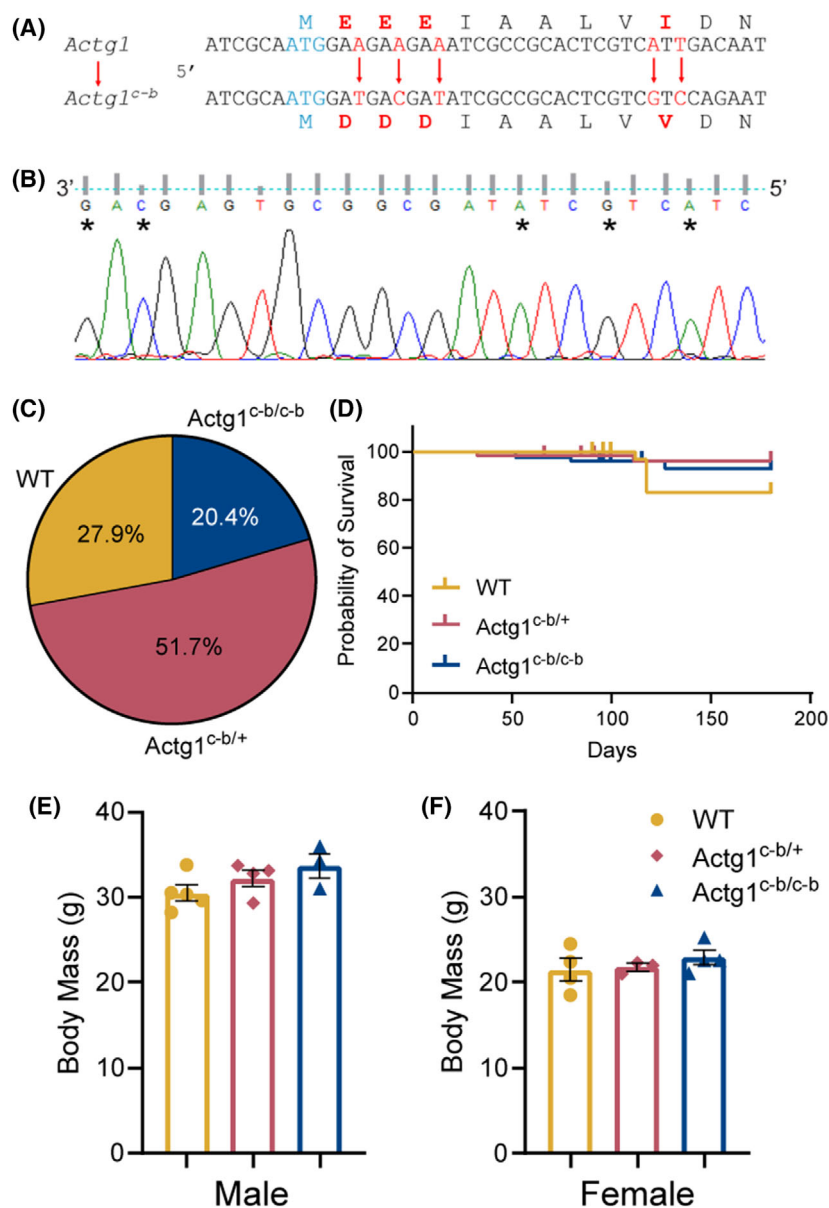 (A)
M E E E I A A L V I D N
Actg1 ATCGCAATGGAAGAAGAAATCGCCGCACTCGTCATTGACAAT
5'
Actg1c-b ATCGCAATGGATGACGATATCGCCGCACTCGTCGTCCAGAAT
M D D D I A A L V V D N
(B)
3' 5'
G A C G A G T G C G G C G A T A T C G T C A T C
* * * * *
(C)
Actg1c-b/c-b
WT
20.4%
27.9%
51.7%
Actg1c-b/+
(D)
Probability of Survival
100
80
60
40
20
0
WT
Actg1c-b/+
Actg1c-b/c-b
0 50 100 150 200
Days
(E)
Body Mass (g)
40
30
20
10
0
Male
(F)
Body Mass (g)
40
30
20
10
0
WT
Actg1c-b/+
Actg1c-b/c-b
Female